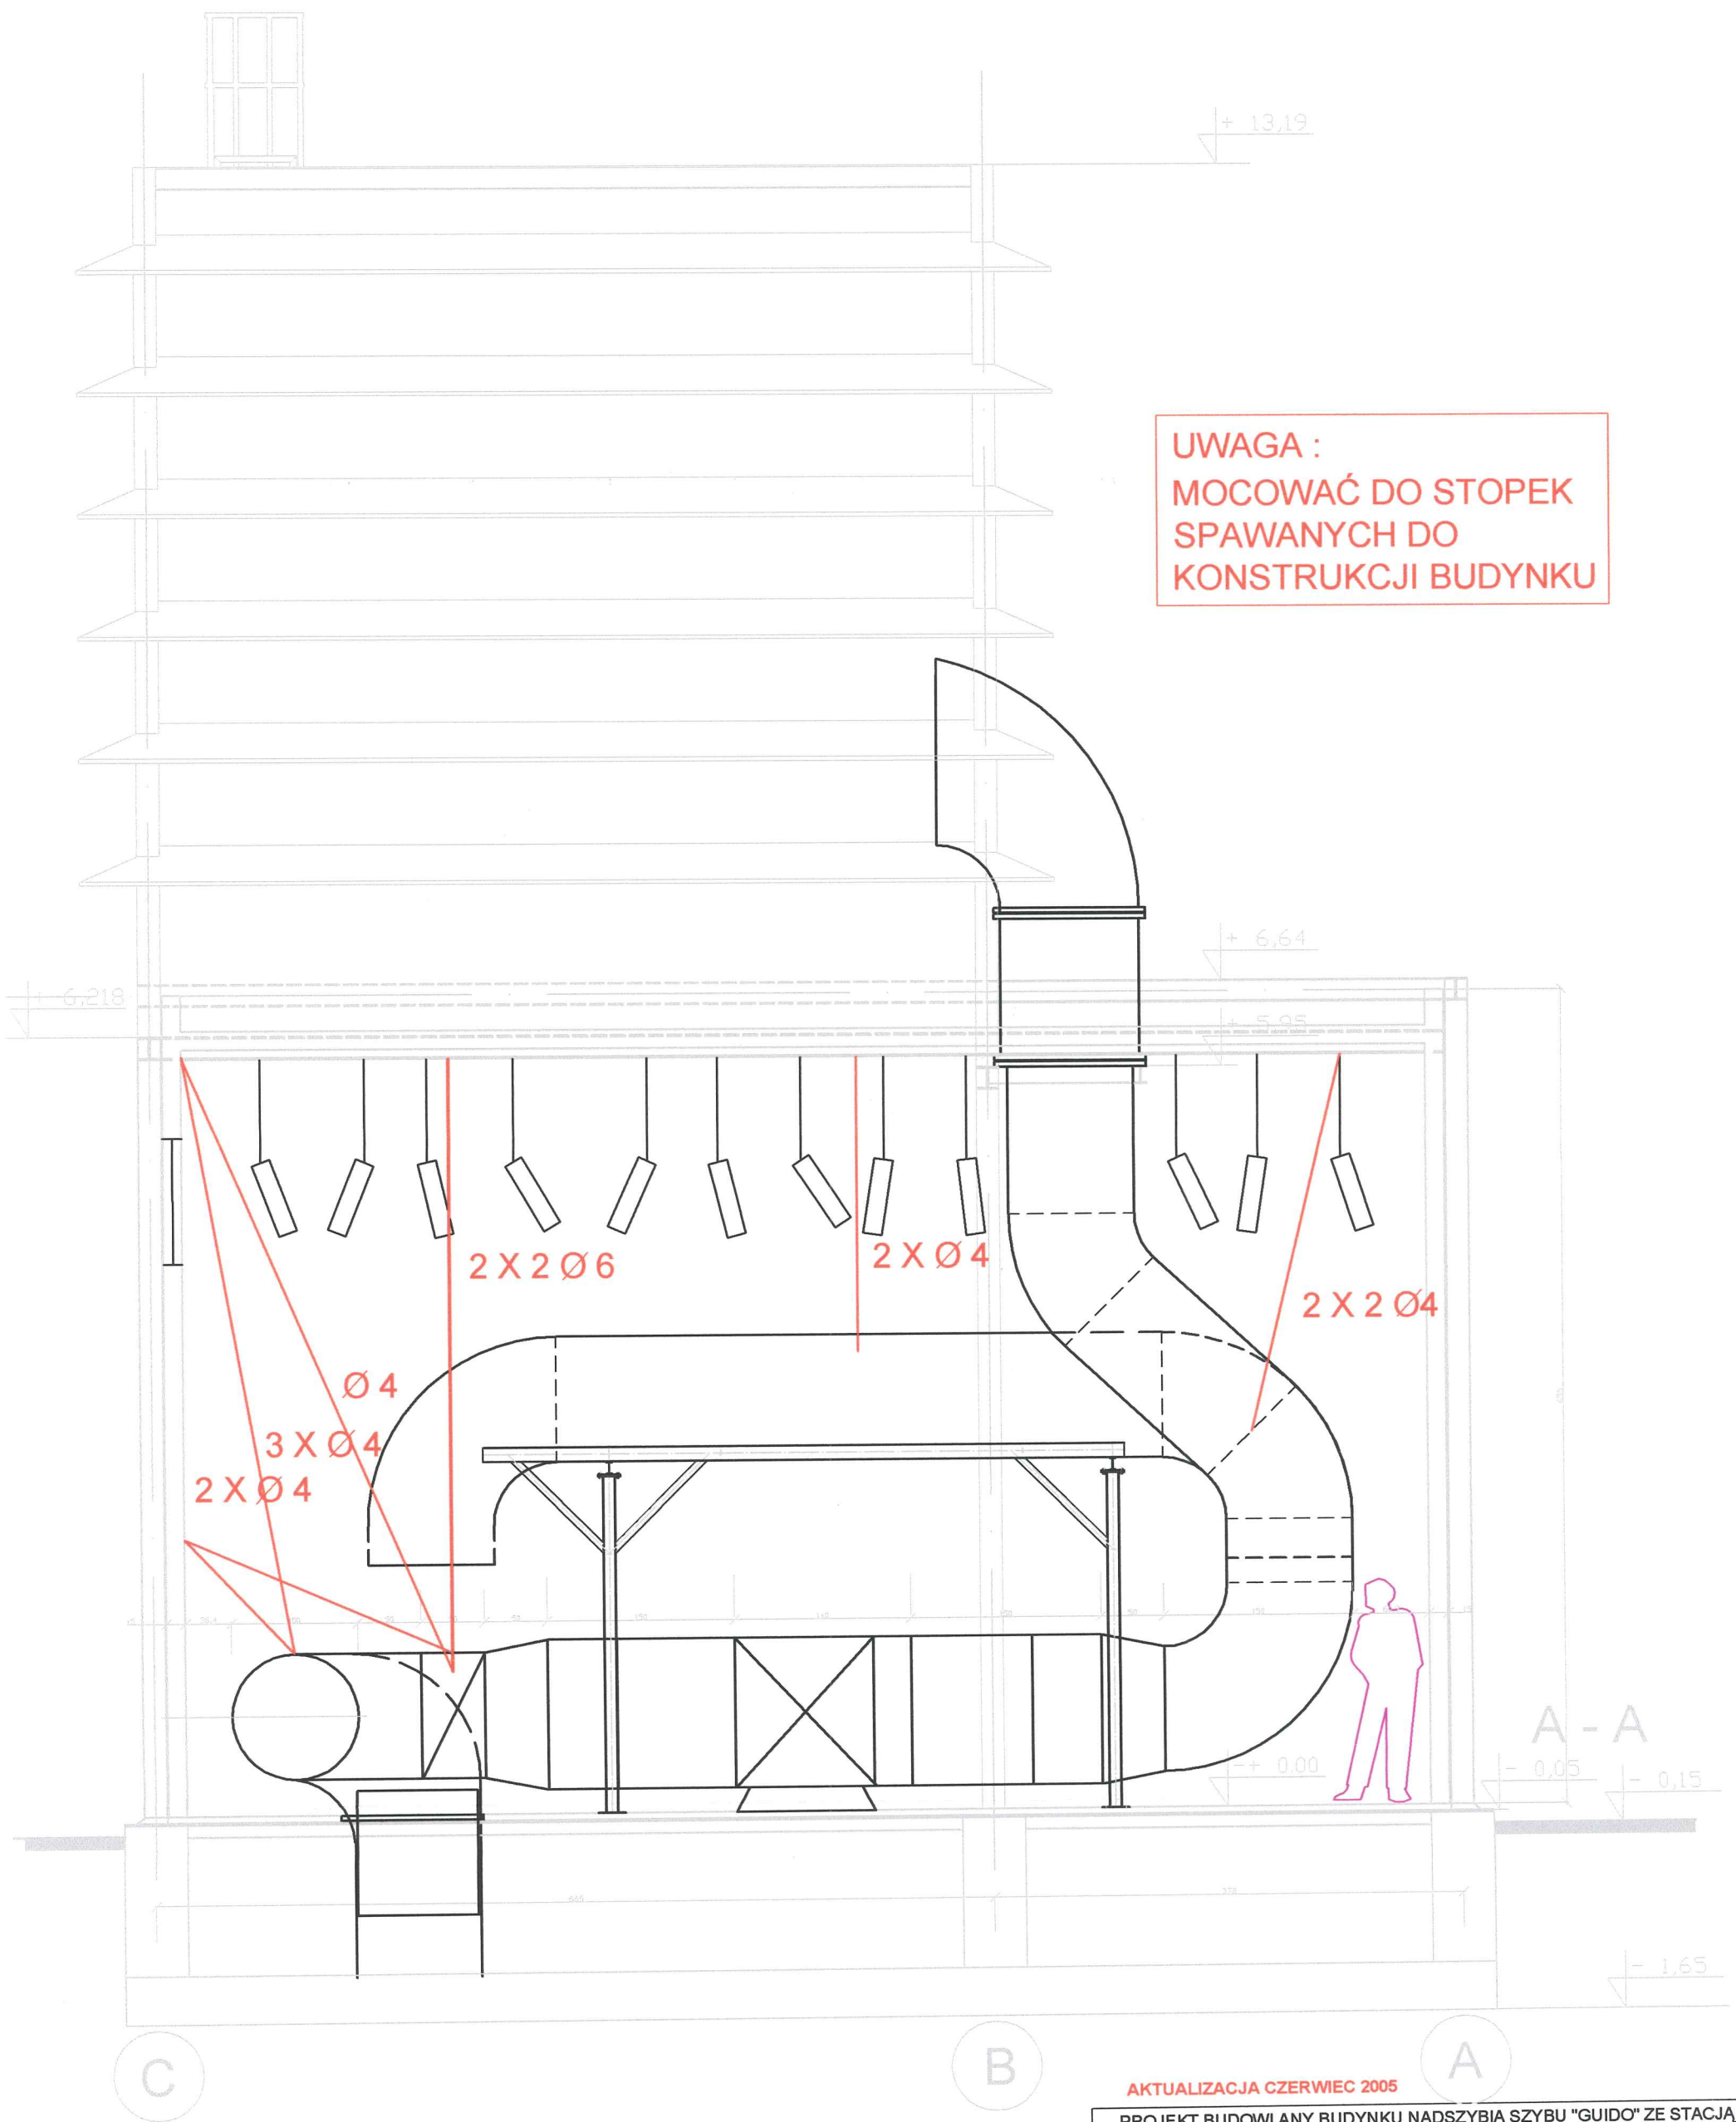 + 13,19
UWAGA :
MOCOWAĆ DO STOPEK
SPAWANYCH DO
KONSTRUKCJI BUDYNKU
+ 6,64
+ 6,218
+ 5,95
2 X 2 Ø 6
2 X Ø 4
2 X 2 Ø4
Ø 4
3 X Ø 4
2 X Ø 4
A - A
+ 0.00
- 0,05
- 0,15
445
- 1.65
C
B
A
AKTUALIZACJA CZERWIEC 2005
PROJEKT BUDOWLANY BUDYNKU NADSZYBIA SZYBU "GUIDO" ZE STACJĄ